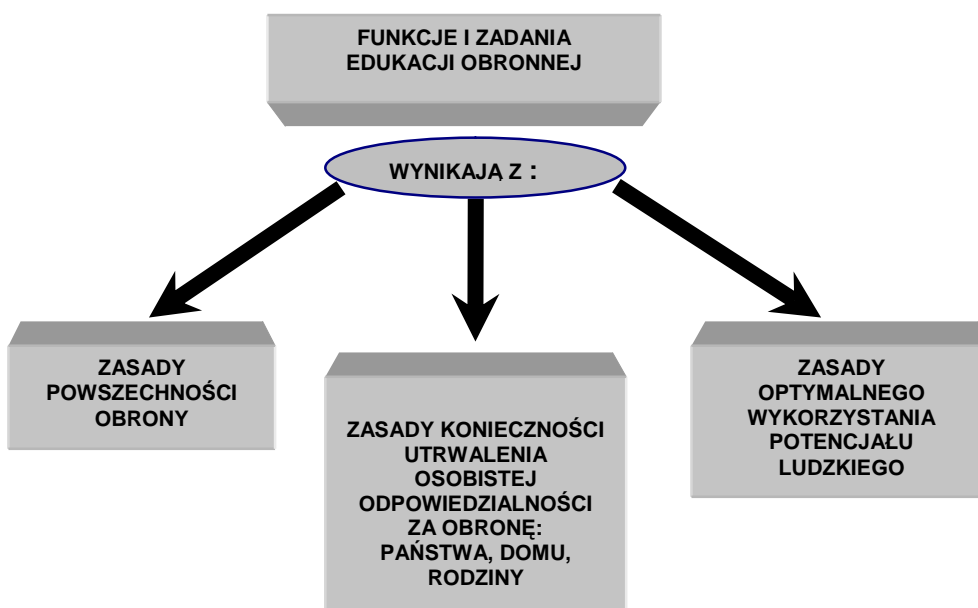 FUNKCJE I ZADANIA
EDUKACJI OBRONNEJ
WYNIKAJĄ Z :
ZASADY
POWSZECHNOŚCI
OBRONY
ZASADY KONIECZNOŚCI
UTRWALENIA
OSOBISTEJ
ODPOWIEDZIALNOŚCI
ZA OBRONĘ:
PAŃSTWA, DOMU,
RODZINY
ZASADY
OPTYMALNEGO
WYKORZYSTANIA
POTENCJAŁU
LUDZKIEGO